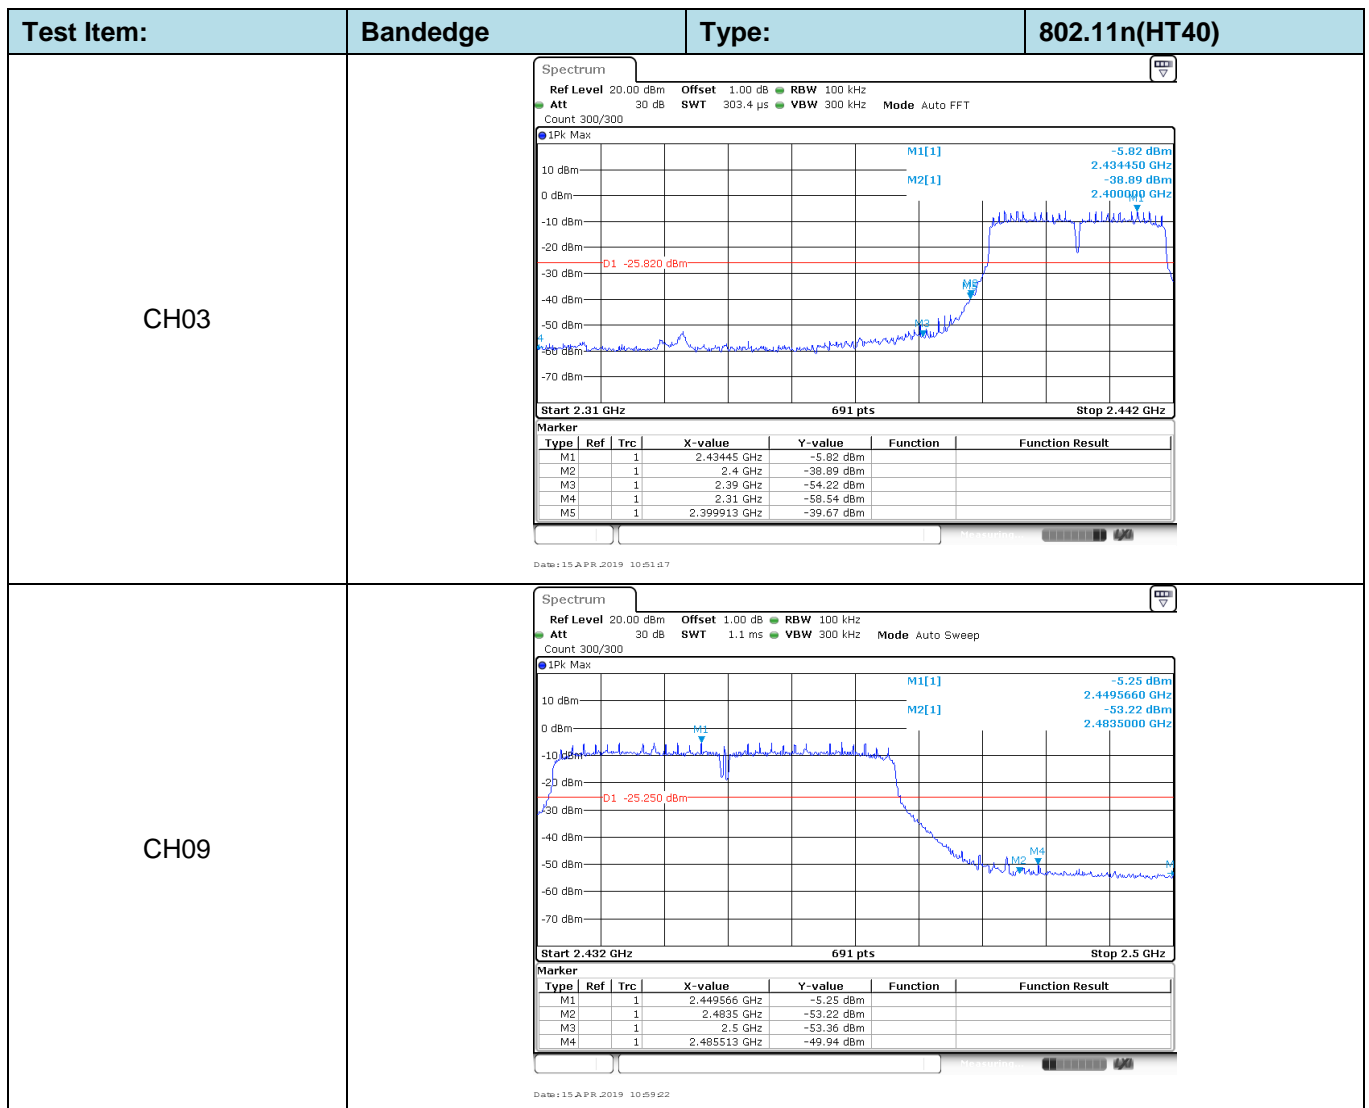 Test Item: Bandedge Type: 802.11n(HT40)
CH03
Spectrum
Ref Level 20.00 dBm Offset 1.00 dB RBW 100 kHz
Att 30 dB SWT 303.4 µs VBW 300 kHz Mode Auto FFT
Count 300/300
1Pk Max
M1[1] -5.82 dBm
2.434450 GHz
M2[1] -38.89 dBm
2.400000 GHz
M1
10 dBm
0 dBm
-10 dBm
-20 dBm
D1 -25.820 dBm
-30 dBm
-40 dBm
-50 dBm
M3
-60 dBm
-70 dBm
Start 2.31 GHz 691 pts Stop 2.442 GHz
Marker
Type Ref Trc X-value Y-value Function Function Result
M1 1 2.43445 GHz -5.82 dBm
M2 1 2.4 GHz -38.89 dBm
M3 1 2.39 GHz -54.22 dBm
M4 1 2.31 GHz -58.54 dBm
M5 1 2.399913 GHz -39.67 dBm
Measuring...
Date: 15.APR.2019 10:51:17
CH09
Spectrum
Ref Level 20.00 dBm Offset 1.00 dB RBW 100 kHz
Att 30 dB SWT 1.1 ms VBW 300 kHz Mode Auto Sweep
Count 300/300
1Pk Max
M1[1] -5.25 dBm
2.4495660 GHz
M2[1] -53.22 dBm
2.4835000 GHz
10 dBm
0 dBm
M1
-10 dBm
-20 dBm
D1 -25.250 dBm
-30 dBm
-40 dBm
-50 dBm
M2 M4
-60 dBm
-70 dBm
Start 2.432 GHz 691 pts Stop 2.5 GHz
Marker
Type Ref Trc X-value Y-value Function Function Result
M1 1 2.449566 GHz -5.25 dBm
M2 1 2.4835 GHz -53.22 dBm
M3 1 2.5 GHz -53.36 dBm
M4 1 2.485513 GHz -49.94 dBm
Measuring...
Date: 15.APR.2019 10:59:22